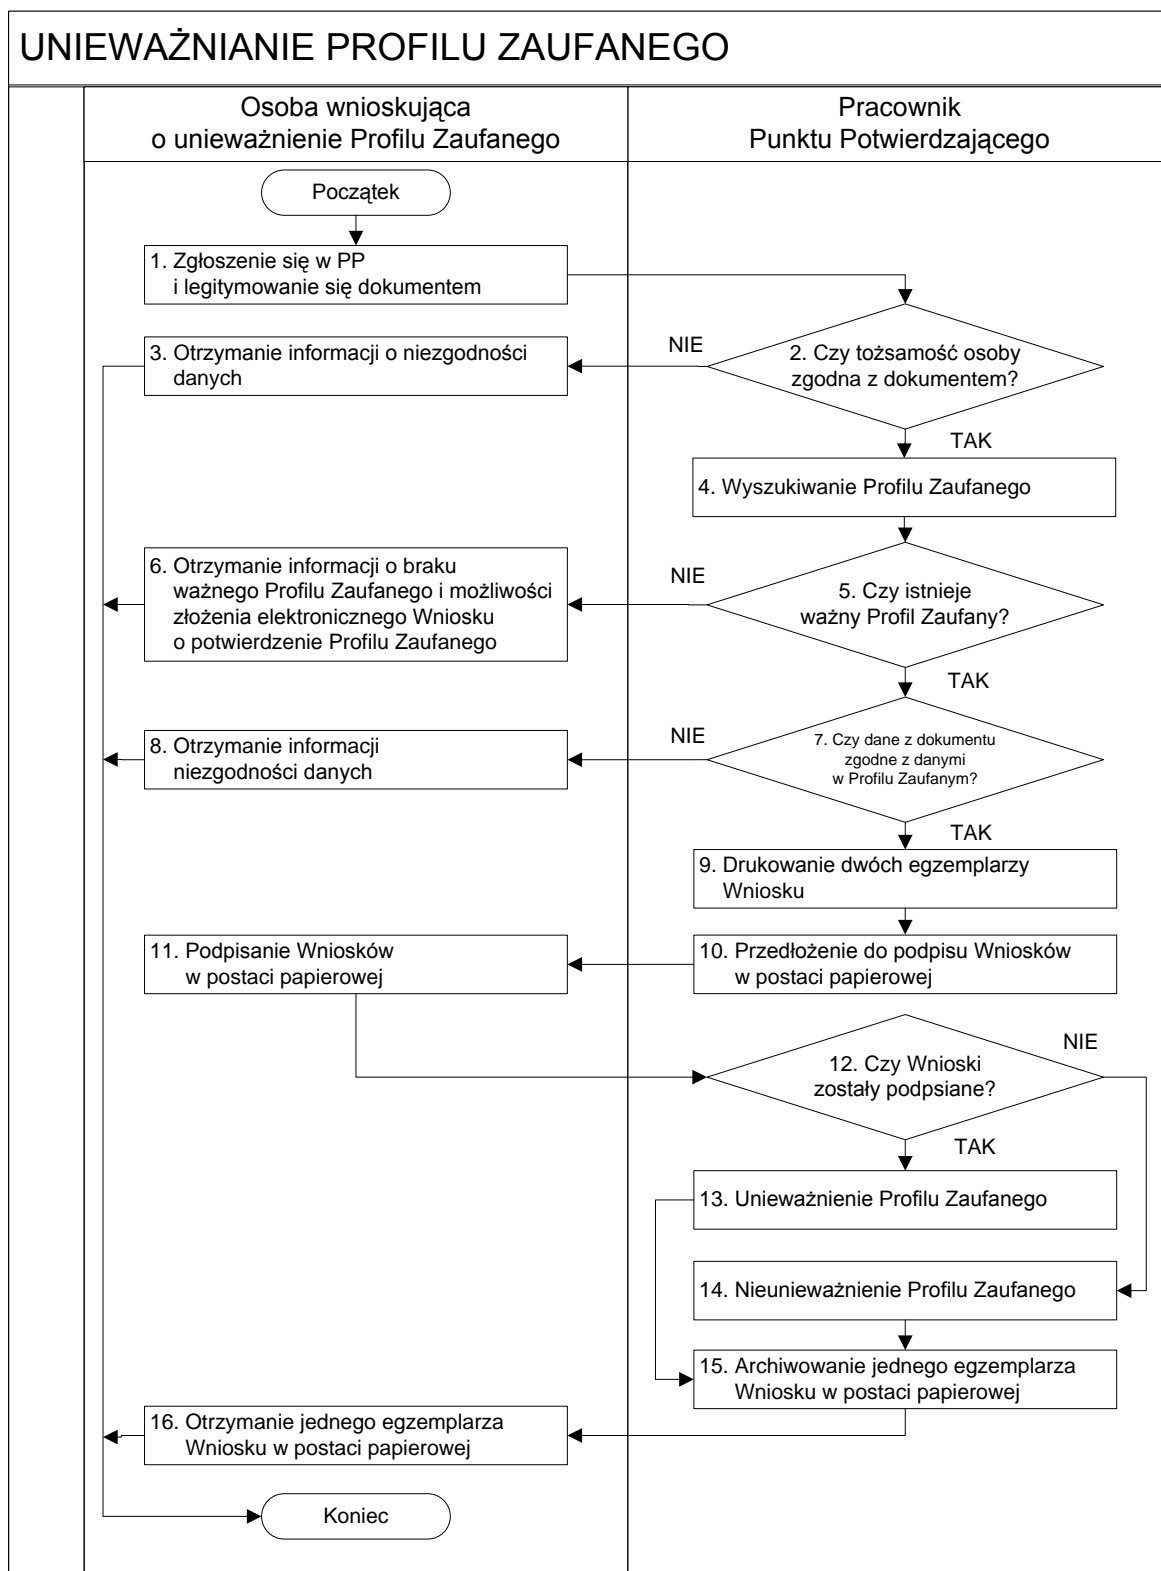 UNIEWAŻNIANIE PROFILU ZAUFANEGO
Osoba wnioskująca
o unieważnienie Profilu Zaufanego
Pracownik
Punktu Potwierdzającego
Początek
1. Zgłoszenie się w PP
i legitymowanie się dokumentem
2. Czy tożsamość osoby
zgodna z dokumentem?
NIE
3. Otrzymanie informacji o niezgodności
danych
TAK
4. Wyszukiwanie Profilu Zaufanego
5. Czy istnieje
ważny Profil Zaufany?
NIE
6. Otrzymanie informacji o braku
ważnego Profilu Zaufanego i możliwości
złożenia elektronicznego Wniosku
o potwierdzenie Profilu Zaufanego
TAK
7. Czy dane z dokumentu
zgodne z danymi
w Profilu Zaufanym?
NIE
8. Otrzymanie informacji
niezgodności danych
TAK
9. Drukowanie dwóch egzemplarzy
Wniosku
10. Przedłożenie do podpisu Wniosków
w postaci papierowej
11. Podpisanie Wniosków
w postaci papierowej
12. Czy Wnioski
zostały podpsiane?
NIE
TAK
13. Unieważnienie Profilu Zaufanego
14. Nieunieważnienie Profilu Zaufanego
15. Archiwowanie jednego egzemplarza
Wniosku w postaci papierowej
16. Otrzymanie jednego egzemplarza
Wniosku w postaci papierowej
Koniec